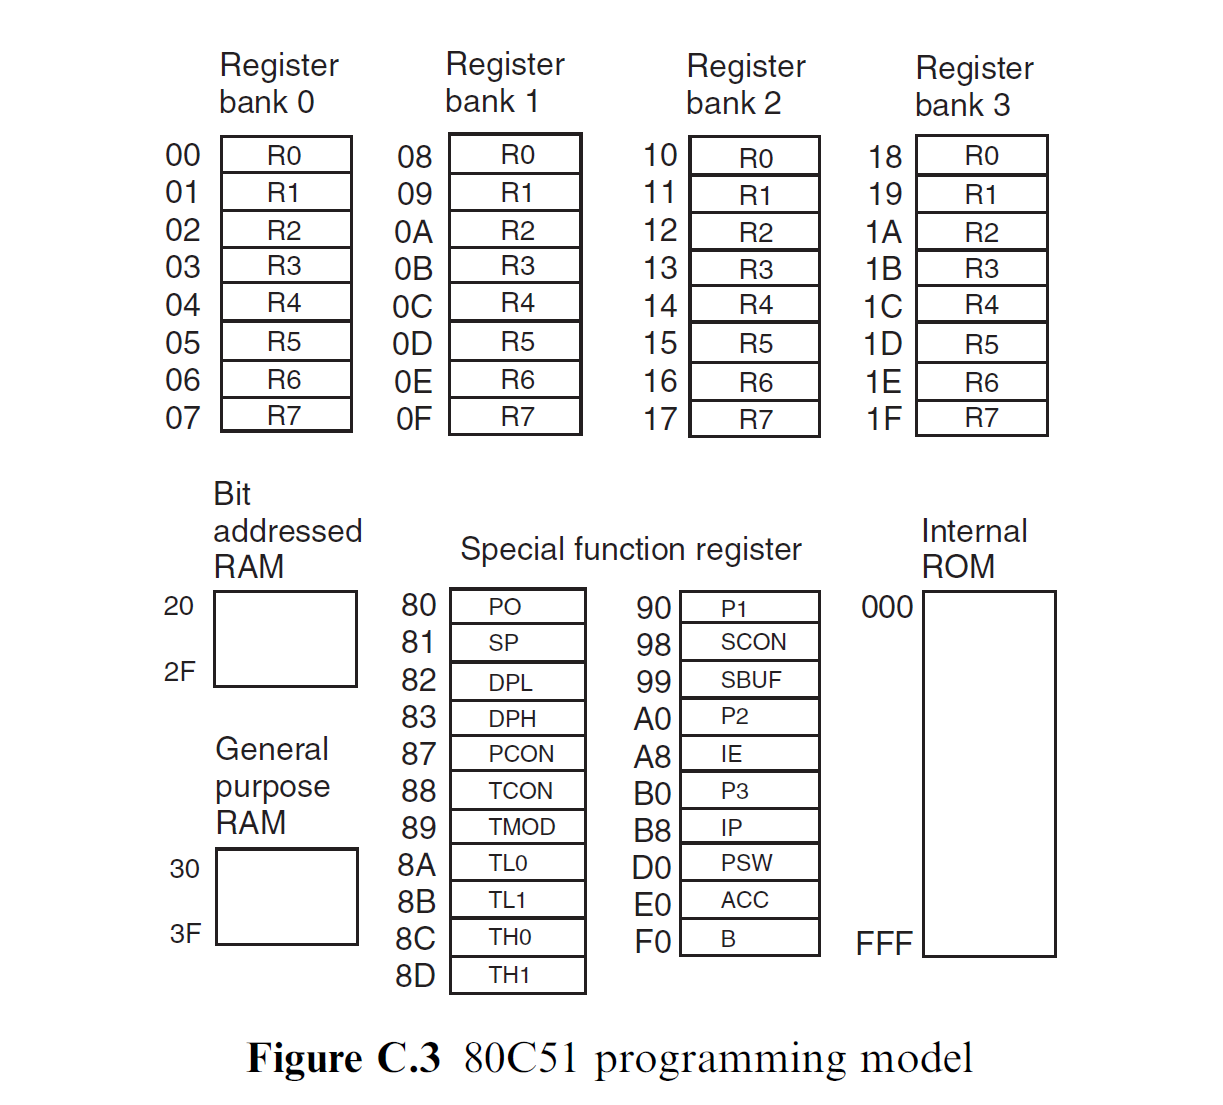 Register
bank 0
Register
bank 1
Register
bank 2
Register
bank 3
00 R0 08 R0 10 R0 18 R0
01 R1 09 R1 11 R1 19 R1
02 R2 0A R2 12 R2 1A R2
03 R3 0B R3 13 R3 1B R3
04 R4 0C R4 14 R4 1C R4
05 R5 0D R5 15 R5 1D R5
06 R6 0E R6 16 R6 1E R6
07 R7 0F R7 17 R7 1F R7
Bit
addressed
RAM
20
2F
General
purpose
RAM
30
3F
Special function register
80 PO
81 SP
82 DPL
83 DPH
87 PCON
88 TCON
89 TMOD
8A TL0
8B TL1
8C TH0
8D TH1
90 P1
98 SCON
99 SBUF
A0 P2
A8 IE
B0 P3
B8 IP
D0 PSW
E0 ACC
F0 B
Internal
ROM
000
FFF
Figure C.3 80C51 programming model